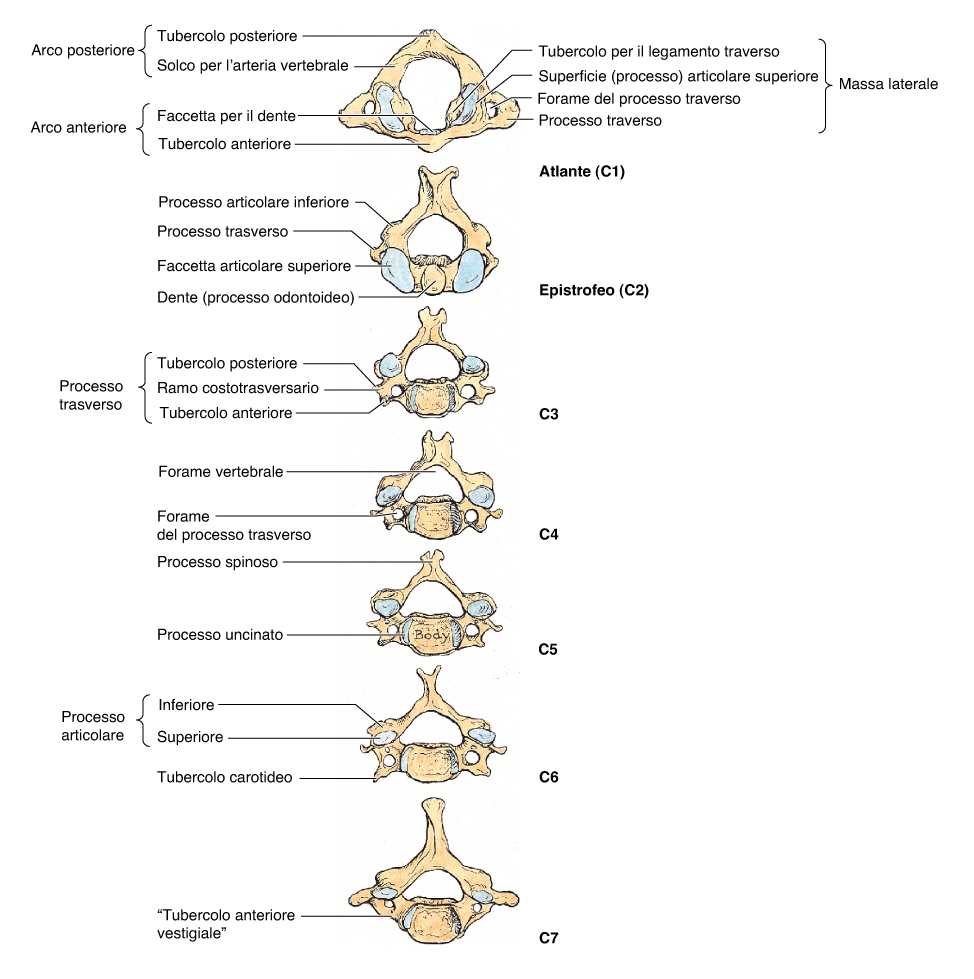 Arco posteriore
Tubercolo posteriore
Solco per l'arteria vertebrale
Arco anteriore
Faccetta per il dente
Tubercolo anteriore
Tubercolo per il legamento traverso
Superficie (processo) articolare superiore
Forame del processo traverso
Processo traverso
Massa laterale
Atlante (C1)
Processo articolare inferiore
Processo trasverso
Faccetta articolare superiore
Dente (processo odontoideo)
Epistrofeo (C2)
Processo
trasverso
Tubercolo posteriore
Ramo costotrasversario
Tubercolo anteriore
C3
Forame vertebrale
Forame
del processo trasverso
C4
Processo spinoso
Processo uncinato
Body
C5
Processo
articolare
Inferiore
Superiore
Tubercolo carotideo
C6
“Tubercolo anteriore
vestigiale”
C7